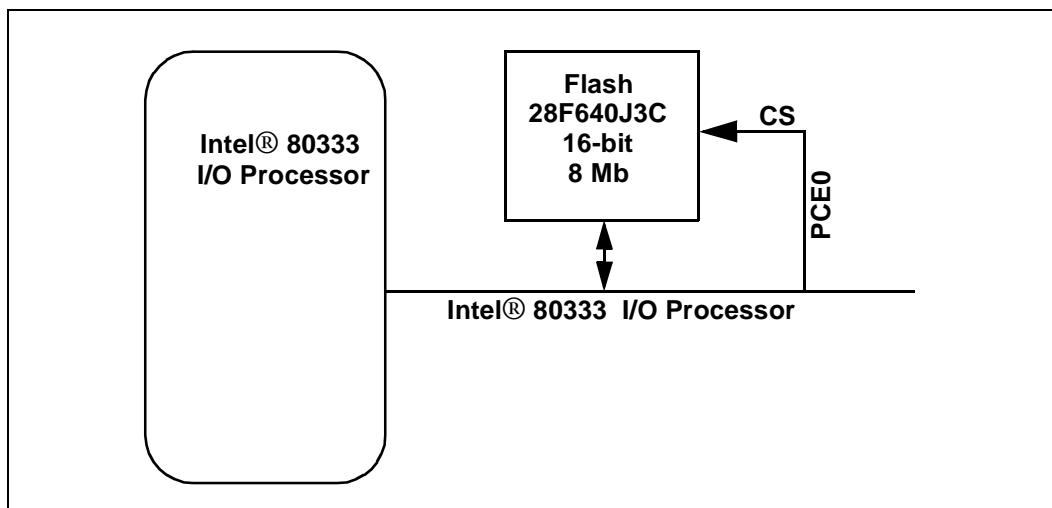 Intel® 80333
I/O Processor
Flash
28F640J3C
16-bit
8 Mb
CS
PCE0
Intel® 80333 I/O Processor